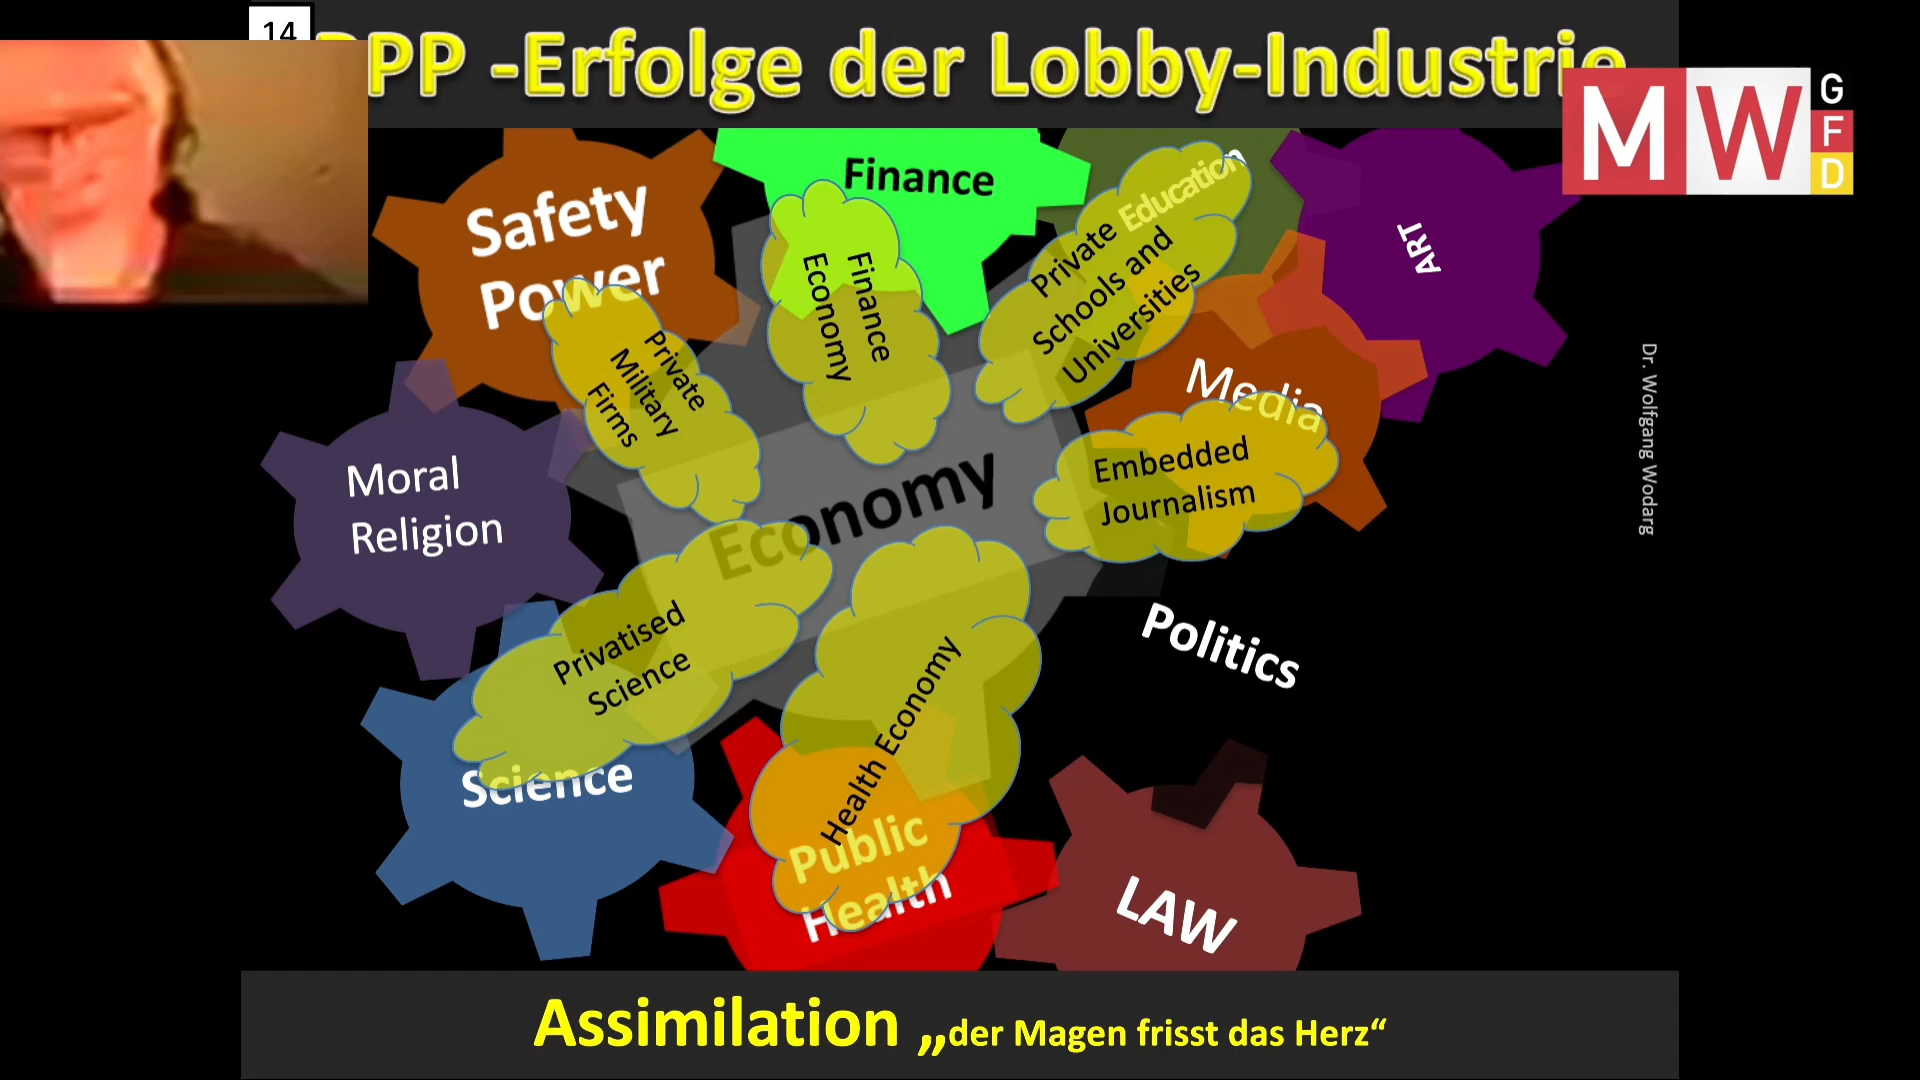 14
PPP -Erfolge der Lobby-Industrie
MW
G
F
D
Safety
Power
Finance
Education
ART
Private
Schools and
Universities
Finance
Economy
Private
Military
Firms
Media
Embedded
Journalism
Moral
Religion
Economy
Dr. Wolfgang Wodarg
Privatised
Science
Health Economy
Politics
Science
Public
Health
LAW
Assimilation „der Magen frisst das Herz“